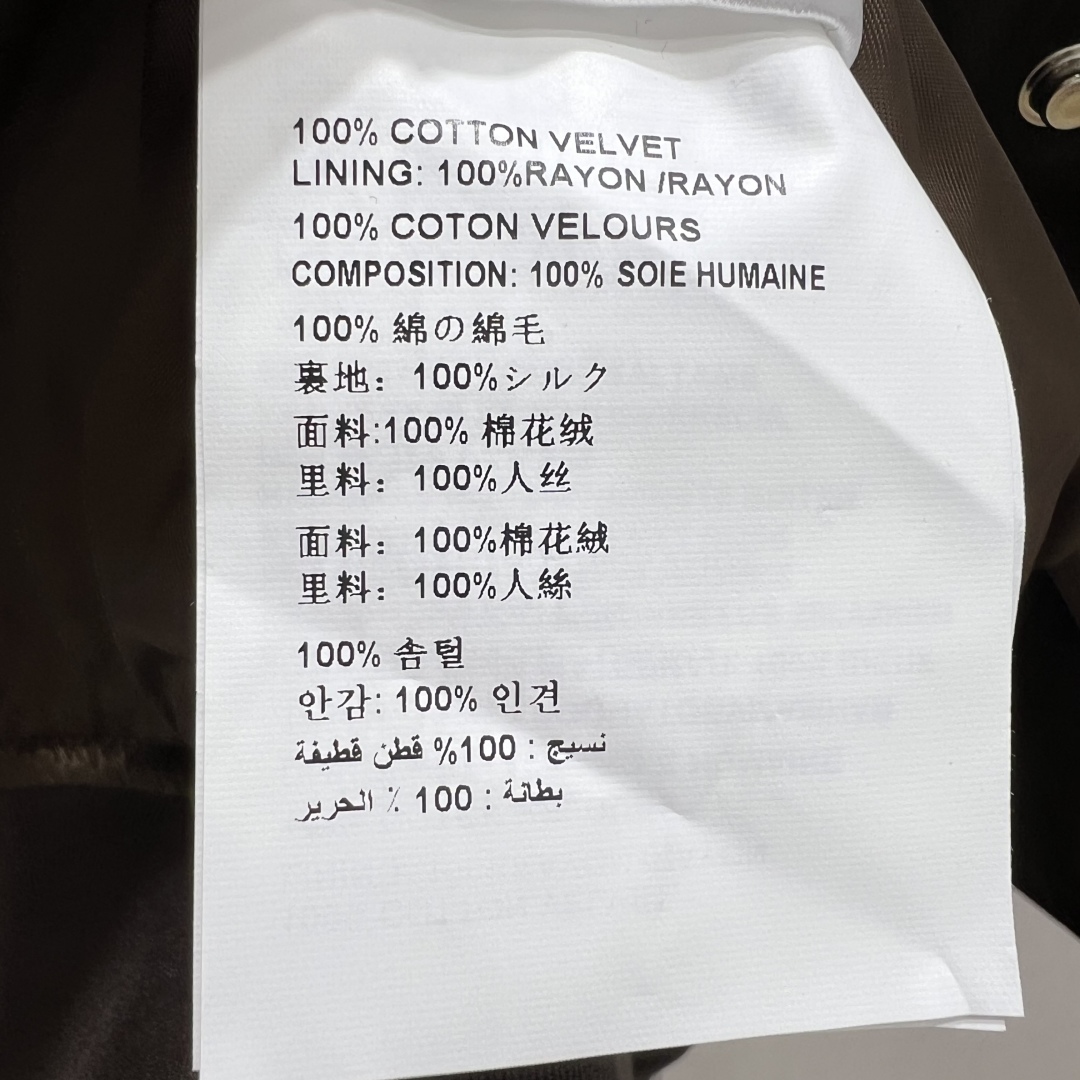 100% COTTON VELVET
LINING: 100%RAYON /RAYON
100% COTON VELOURS
COMPOSITION: 100% SOIE HUMAINE
100% 綿の綿毛
裏地：100%シルク
面料:100% 棉花绒
里料：100%人丝
面料：100%棉花絨
里料：100%人絲
100% 솜털
안감: 100% 인견
نسيج : 100% قطن قطيفة
بطانة : 100 ٪ الحرير